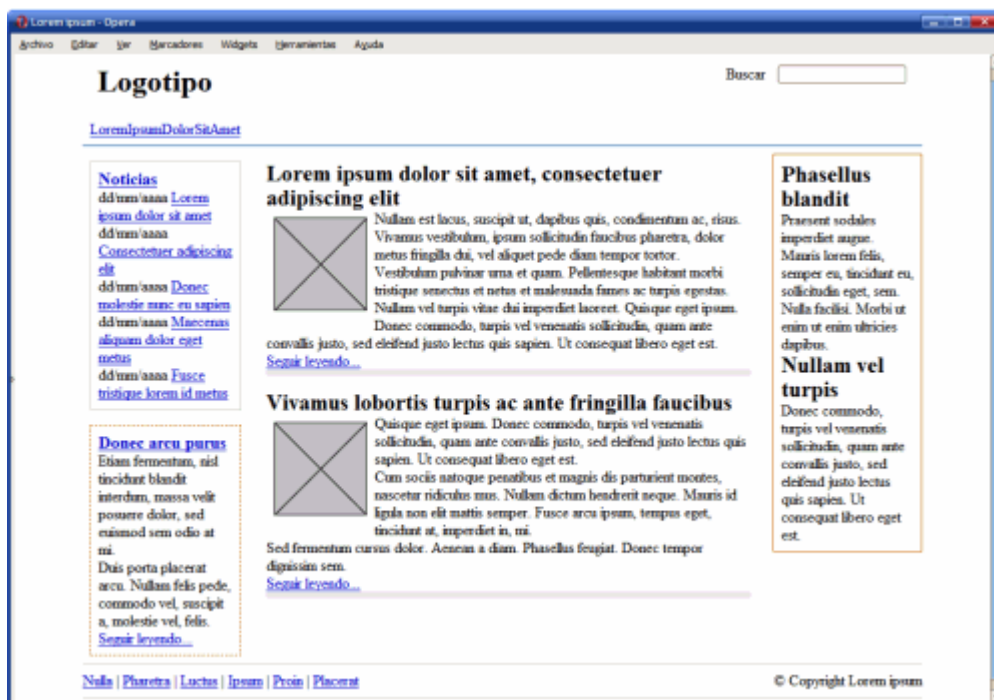 Lorem ipsum - Opera
Archivo Editar Ver Marcadores Widgets Herramientas Ayuda
Logotipo
Buscar
LoremIpsumDolorSitAmet
Noticias
dd/mm/aaaa Lorem
ipsum dolor sit amet
dd/mm/aaaa
Consectetuer adipiscing
elit
dd/mm/aaaa Donec
molestie nunc eu sapien
dd/mm/aaaa Maecenas
aliquam dolor eget
metus
dd/mm/aaaa Fusce
tristique lorem id metus
Donec arcu purus
Etiam fermentum, nisl
tincidunt blandit
interdum, massa velit
posuere dolor, sed
euismod sem odio at
mi.
Duis porta placerat
arcu. Nullam felis pede,
commodo vel, suscipit
a, molestie vel, felis.
Seguir leyendo...
Lorem ipsum dolor sit amet, consectetuer
adipiscing elit
Nullam est lacus, suscipit ut, dapibus quis, condimentum ac, risus.
Vivamus vestibulum, ipsum sollicitudin faucibus pharetra, dolor
metus fringilla dui, vel aliquet pede diam tempor tortor.
Vestibulum pulvinar urna et quam. Pellentesque habitant morbi
tristique senectus et netus et malesuada fames ac turpis egestas.
Nullam vel turpis vitae dui imperdiet laoreet. Quisque eget ipsum.
Donec commodo, turpis vel venenatis sollicitudin, quam ante
convallis justo, sed eleifend justo lectus quis sapien. Ut consequat libero eget est.
Seguir leyendo...
Vivamus lobortis turpis ac ante fringilla faucibus
Quisque eget ipsum. Donec commodo, turpis vel venenatis
sollicitudin, quam ante convallis justo, sed eleifend justo lectus quis
sapien. Ut consequat libero eget est.
Cum sociis natoque penatibus et magnis dis parturient montes,
nascetur ridiculus mus. Nullam dictum hendrerit neque. Mauris id
ligula non elit mattis semper. Fusce arcu ipsum, tempus eget,
tincidunt at, imperdiet in, mi.
Sed fermentum cursus dolor. Aenean a diam. Phasellus feugiat. Donec tempor
dignissim sem.
Seguir leyendo...
Phasellus
blandit
Praesent sodales
imperdiet augue.
Mauris lorem felis,
semper eu, tincidunt eu,
sollicitudin eget, sem.
Nulla facilisi. Morbi ut
enim ut enim ultricies
dapibus.
Nullam vel
turpis
Donec commodo,
turpis vel venenatis
sollicitudin, quam ante
convallis justo, sed
eleifend justo lectus
quis sapien. Ut
consequat libero eget
est.
Nulla | Pharetra | Luctus | Ipsum | Proin | Placerat
© Copyright Lorem ipsum